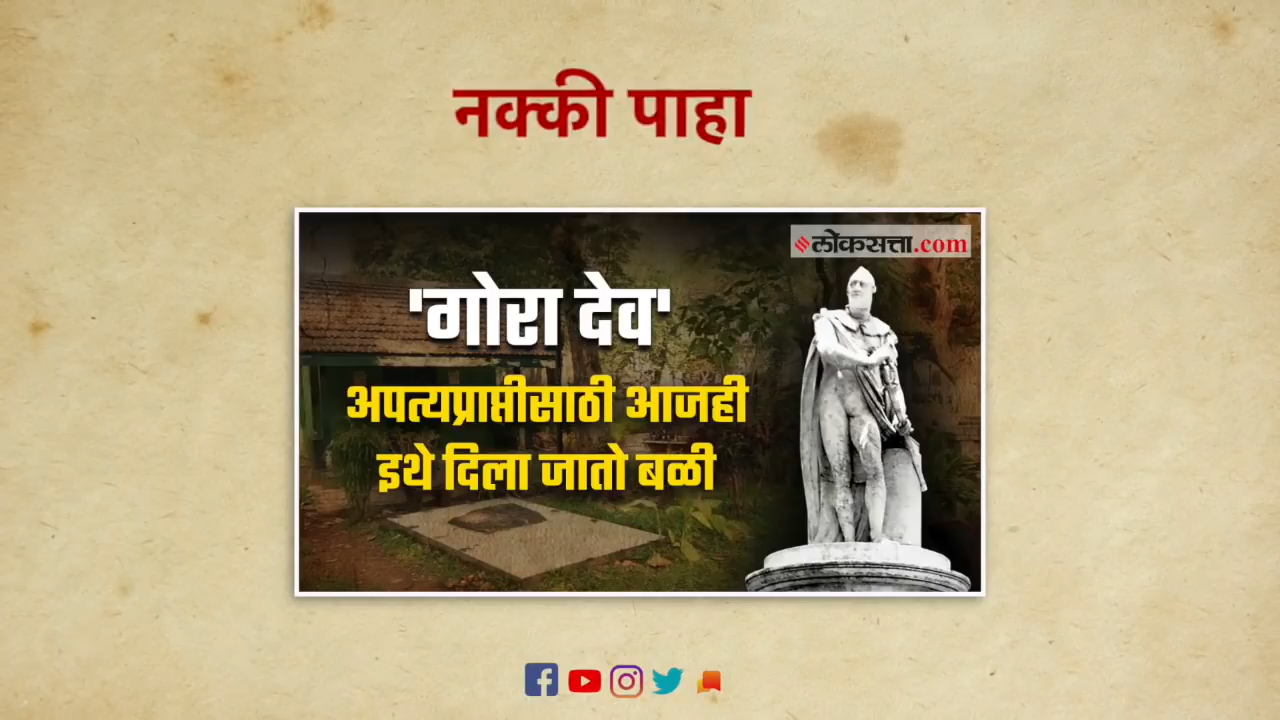 नक्की पाहा
लोकसत्ता.com
'गोरा देव'
अपत्यप्राप्तीसाठी आजही
इथे दिला जातो बळी